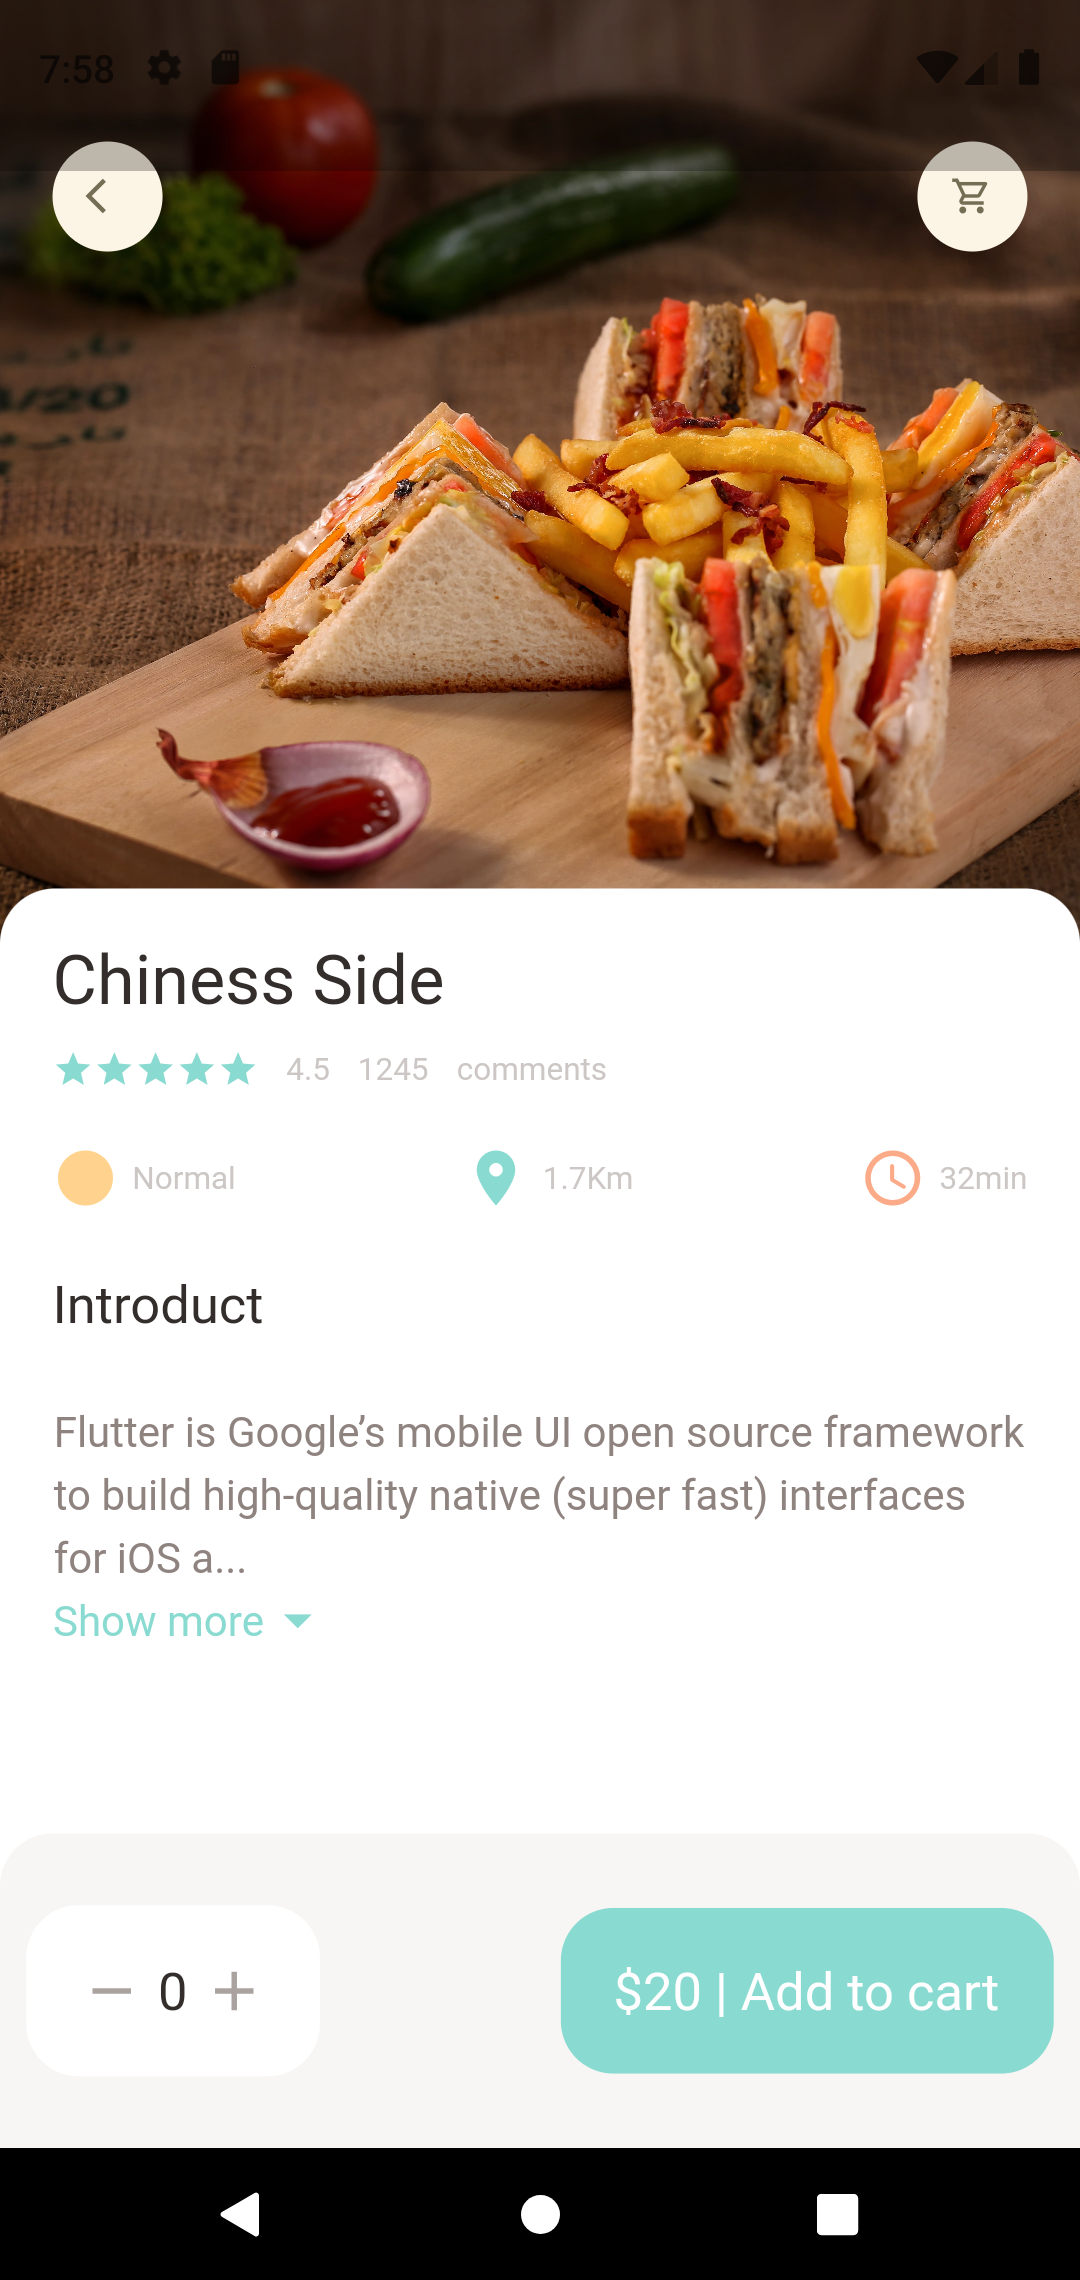 7:58
3/20
Chiness Side
4.5 1245 comments
Normal 1.7Km 32min
Introduct
Flutter is Google’s mobile UI open source framework
to build high-quality native (super fast) interfaces
for iOS a...
Show more
0
$20 | Add to cart